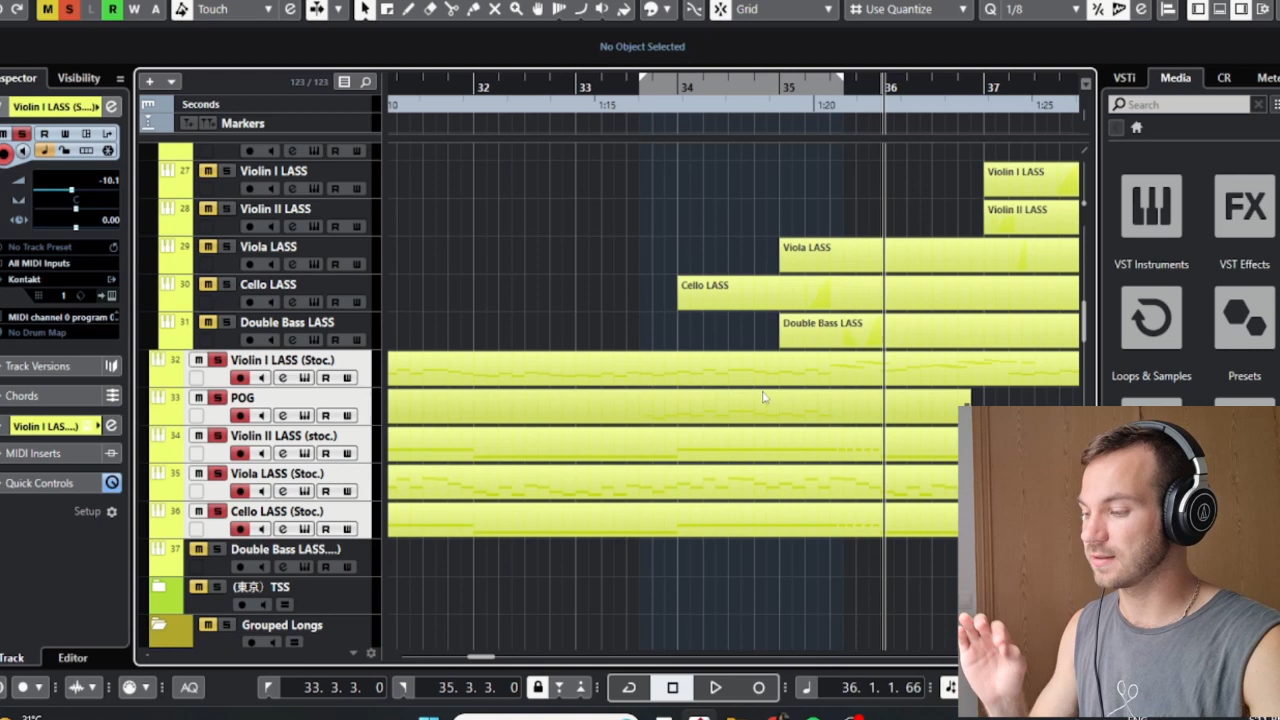 M S L R W A Touch Grid Use Quantize 1/8
No Object Selected
Visibility
123 / 123
32 33 34 35 36 37
Seconds
1:15 1:20 1:25
Markers
VSTi Media CR
Search
Violin I LASS (S....)
-10.1
C
0.00
No Track Preset
All MIDI Inputs
Kontakt
1
No Drum Map
Track Versions
Chords
Violin I LAS....)
MIDI Inserts
Quick Controls
Setup
Track Editor
27 m S Violin I LASS
28 m S Violin II LASS
29 m S Viola LASS
30 m S Cello LASS
31 m S Double Bass LASS
32 m S Violin I LASS (Stoc.)
33 m S POG
34 m S Violin II LASS (stoc.)
35 m S Viola LASS (Stoc.)
36 m S Cello LASS (Stoc.)
37 m S Double Bass LASS....)
m S (東京) TSS
m S Grouped Longs
Violin I LASS
Violin II LASS
Viola LASS
Cello LASS
Double Bass LASS
VST Instruments
FX
VST Effects
Loops & Samples
Presets
AQ
33. 3. 3. 0
35. 3. 3. 0
36. 1. 1. 66
31°C